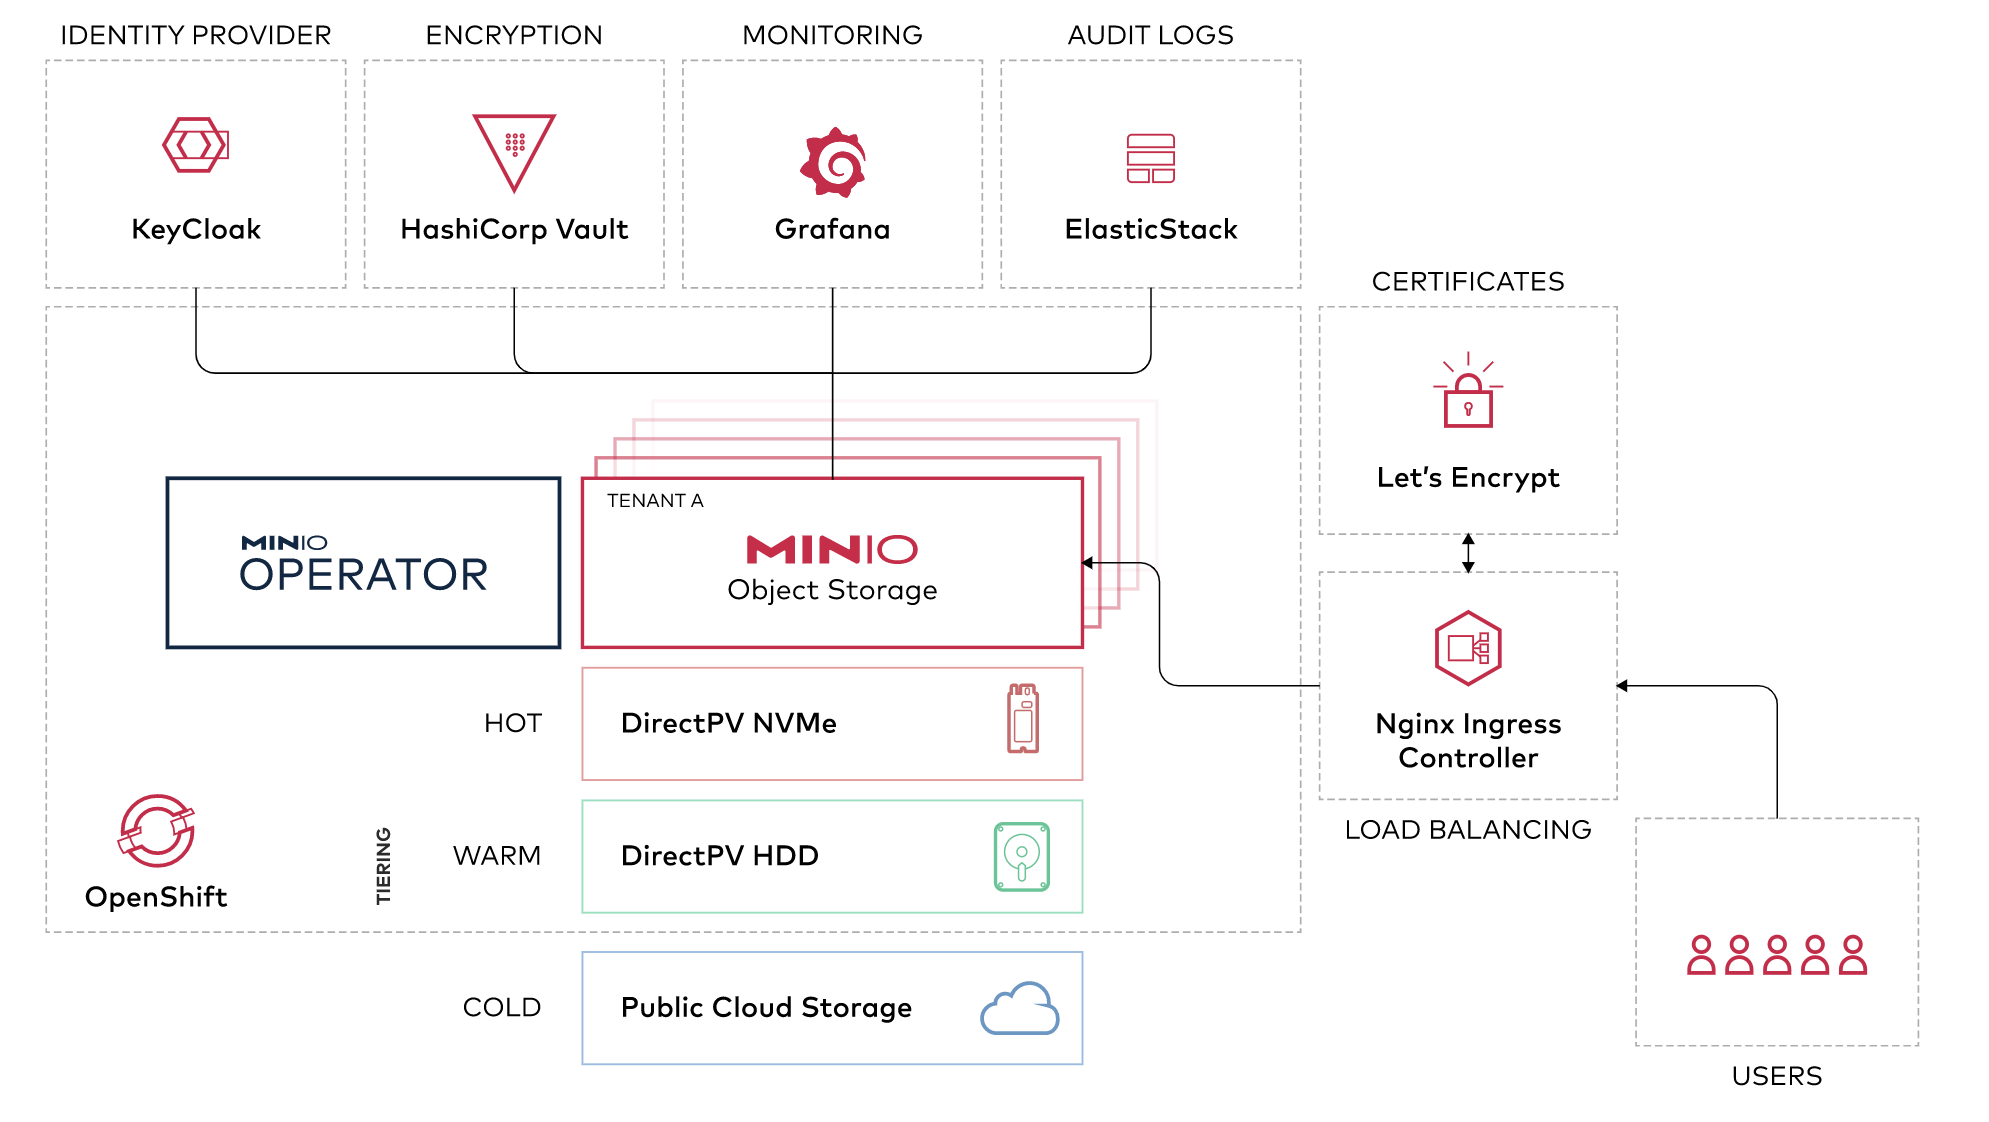 IDENTITY PROVIDER
ENCRYPTION
MONITORING
AUDIT LOGS
KeyCloak
HashiCorp Vault
Grafana
ElasticStack
CERTIFICATES
Let’s Encrypt
TENANT A
MINIO
OPERATOR
MINIO
Object Storage
Nginx Ingress
Controller
LOAD BALANCING
HOT
DirectPV NVMe
TIERING
WARM
DirectPV HDD
OpenShift
COLD
Public Cloud Storage
USERS